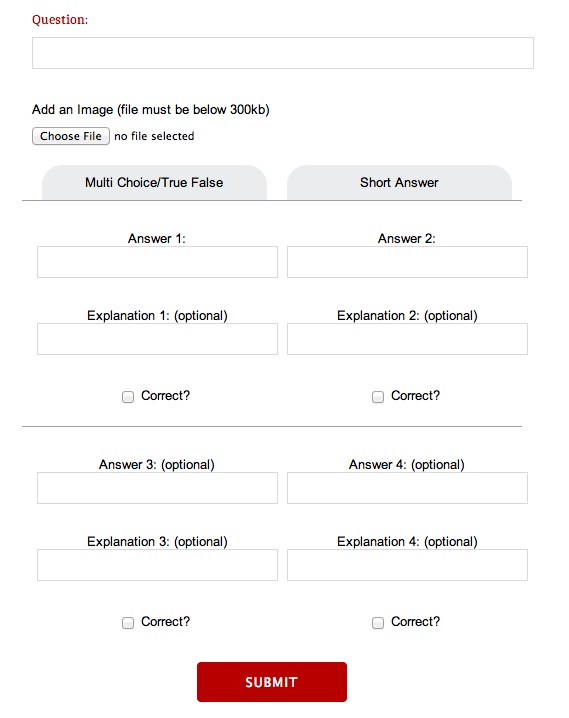 Question:
Add an Image (file must be below 300kb)
Choose File no file selected
Multi Choice/True False Short Answer
Answer 1: Answer 2:
Explanation 1: (optional) Explanation 2: (optional)
Correct? Correct?
Answer 3: (optional) Answer 4: (optional)
Explanation 3: (optional) Explanation 4: (optional)
Correct? Correct?
SUBMIT